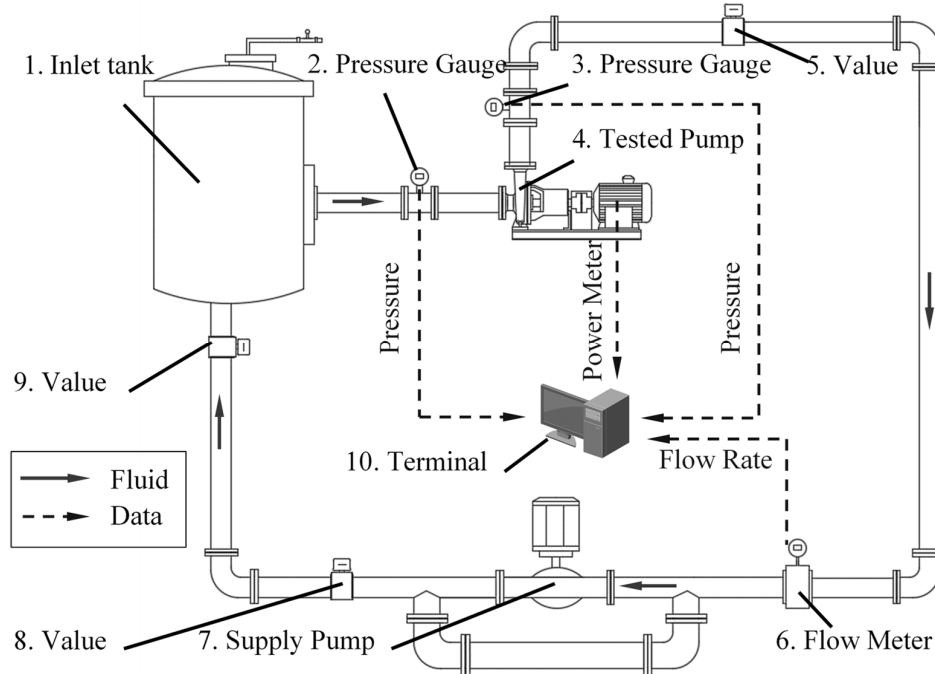 1. Inlet tank
2. Pressure Gauge
3. Pressure Gauge
5. Value
4. Tested Pump
Pressure
Power Meter
Pressure
9. Value
10. Terminal
Flow Rate
Fluid
Data
8. Value
7. Supply Pump
6. Flow Meter